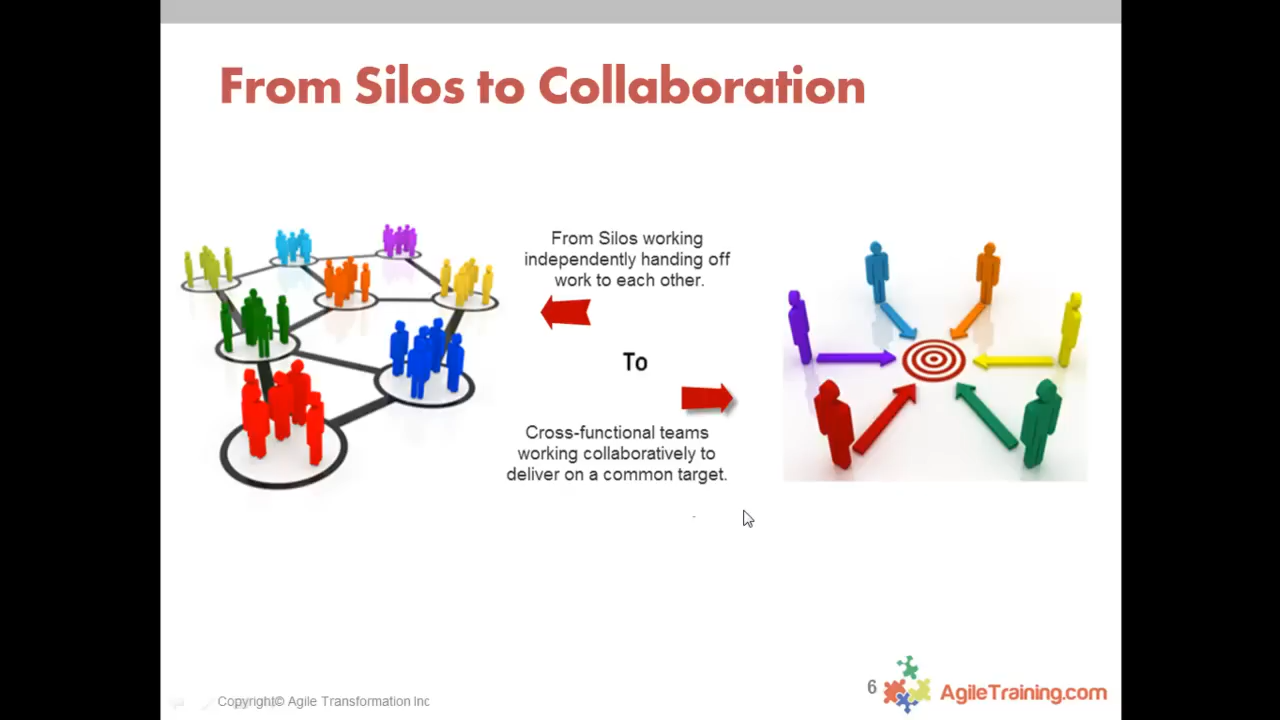 From Silos to Collaboration
From Silos working
independently handing off
work to each other.
To
Cross-functional teams
working collaboratively to
deliver on a common target.
Copyright© Agile Transformation Inc
6
AgileTraining.com